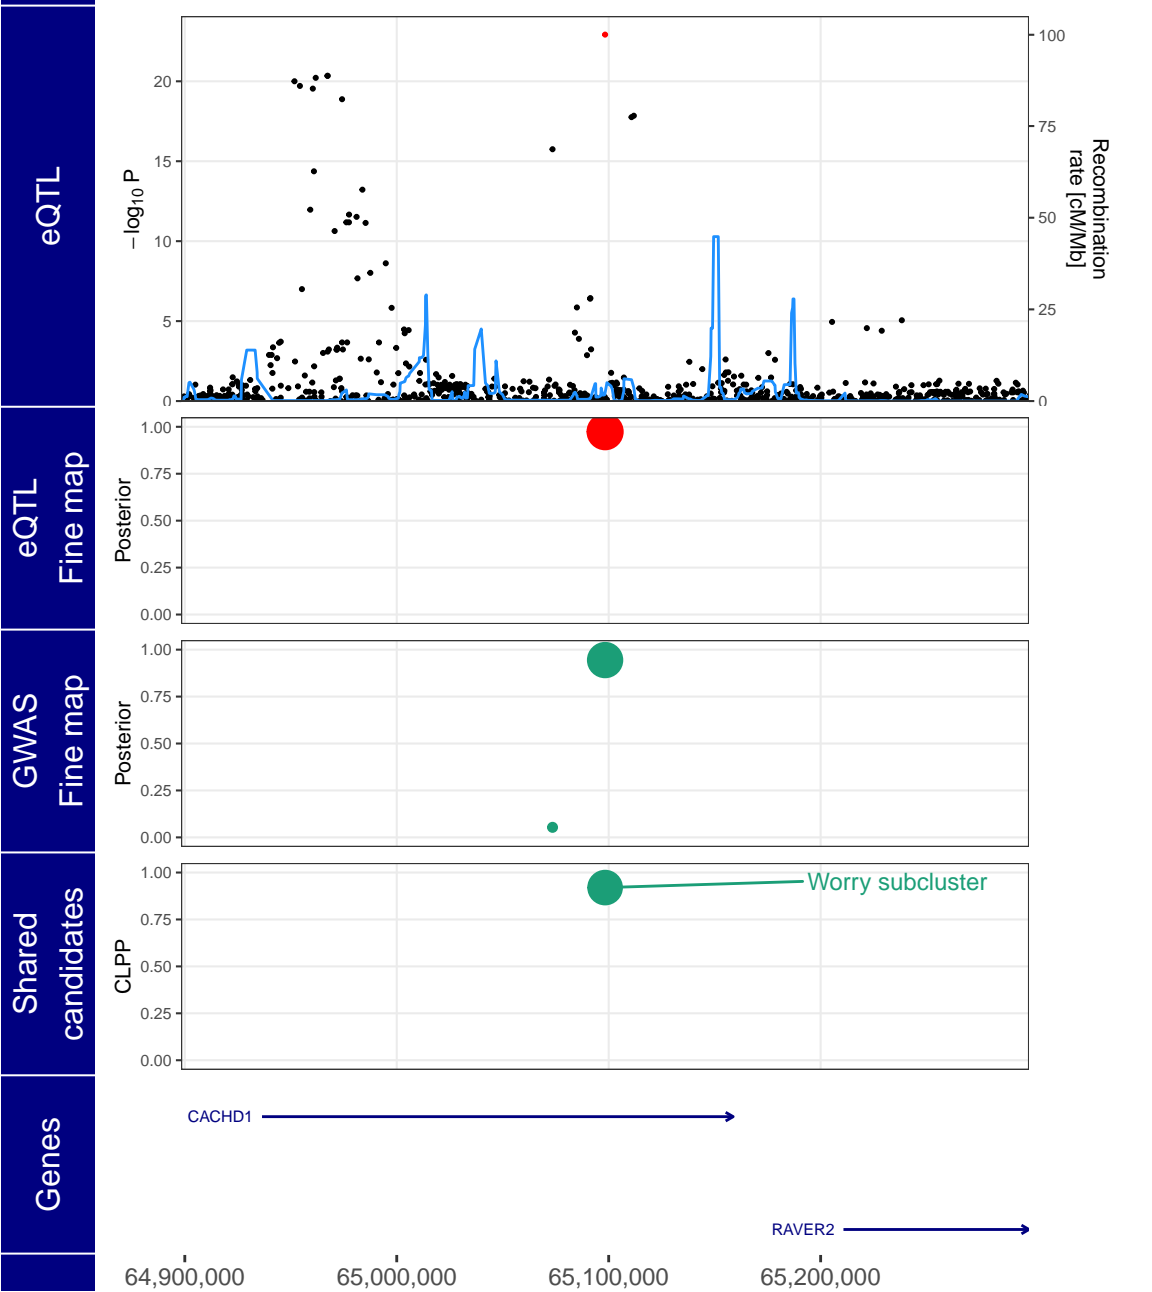 eQTL
– log10 P
20
15
10
5
0
100
75
50
25
0
Recombination
rate [cM/Mb]
eQTL
Fine map
Posterior
1.00
0.75
0.50
0.25
0.00
GWAS
Fine map
Posterior
1.00
0.75
0.50
0.25
0.00
Shared
candidates
CLPP
1.00
0.75
0.50
0.25
0.00
Worry subcluster
Genes
CACHD1
RAVER2
64,900,000 65,000,000 65,100,000 65,200,000